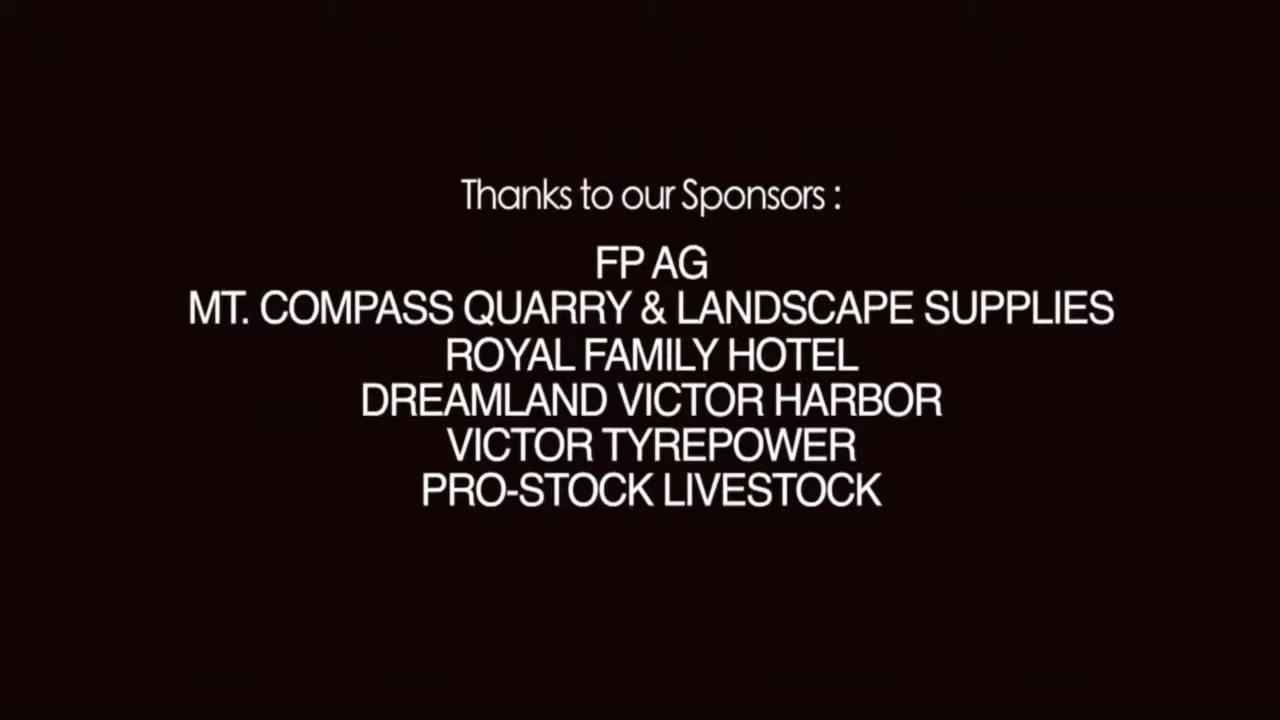 Thanks to our Sponsors :
FP AG
MT. COMPASS QUARRY & LANDSCAPE SUPPLIES
ROYAL FAMILY HOTEL
DREAMLAND VICTOR HARBOR
VICTOR TYREPOWER
PRO-STOCK LIVESTOCK